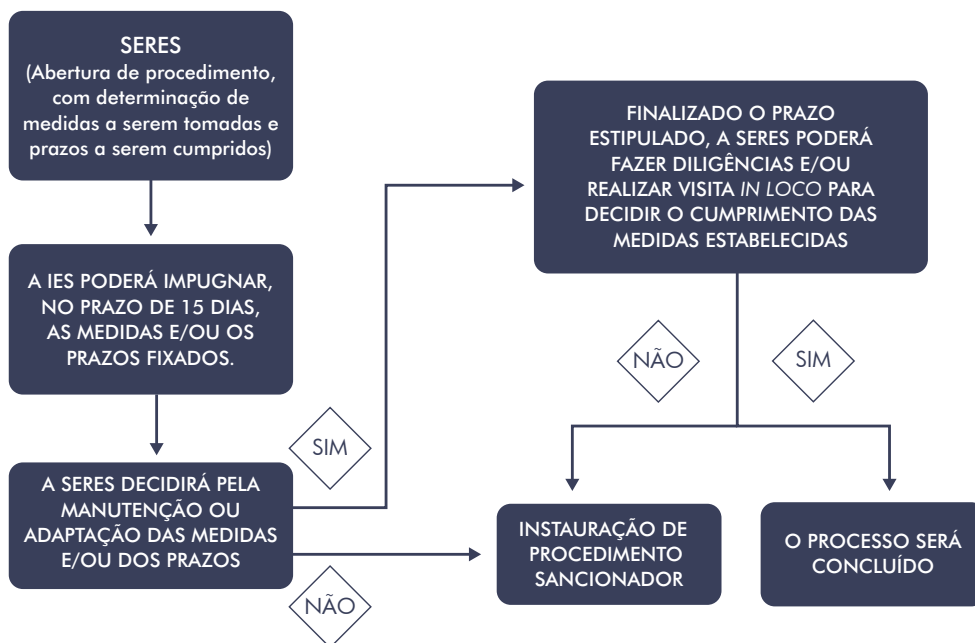 SERES
(Abertura de procedimento,
com determinação de
medidas a serem tomadas e
prazos a serem cumpridos)
A IES PODERÁ IMPUGNAR,
NO PRAZO DE 15 DIAS,
AS MEDIDAS E/OU OS
PRAZOS FIXADOS.
A SERES DECIDIRÁ PELA
MANUTENÇÃO OU
ADAPTAÇÃO DAS MEDIDAS
E/OU DOS PRAZOS
SIM
NÃO
FINALIZADO O PRAZO
ESTIPULADO, A SERES PODERÁ
FAZER DILIGÊNCIAS E/OU
REALIZAR VISITA IN LOCO PARA
DECIDIR O CUMPRIMENTO DAS
MEDIDAS ESTABELECIDAS
NÃO
SIM
INSTAURAÇÃO DE
PROCEDIMENTO
SANCIONADOR
O PROCESSO SERÁ
CONCLUÍDO